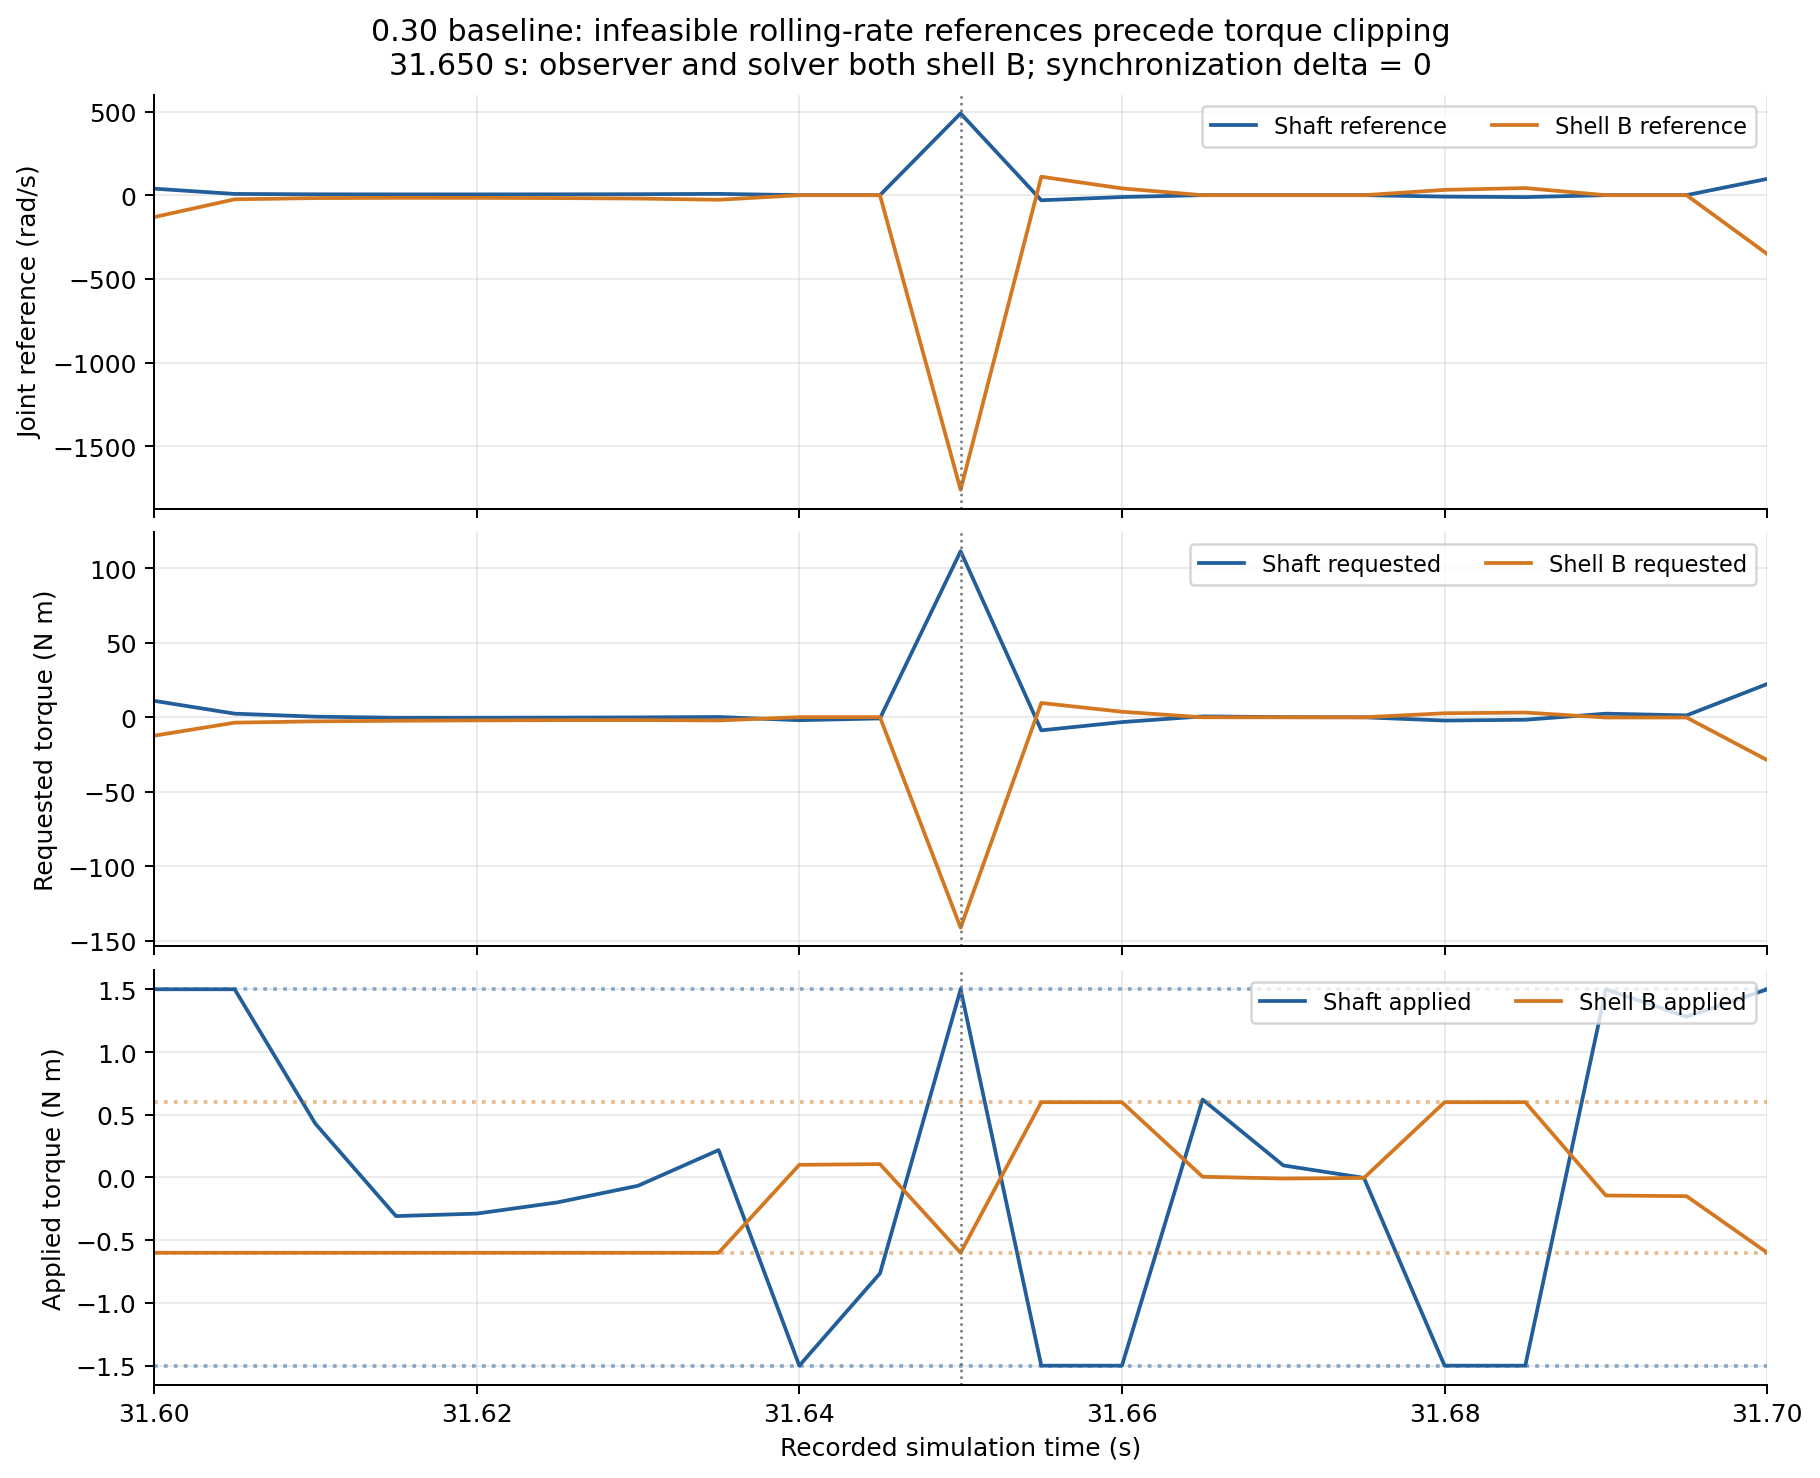 0.30 baseline: infeasible rolling-rate references precede torque clipping
31.650 s: observer and solver both shell B; synchronization delta = 0
Joint reference (rad/s)
500
0
−500
−1000
−1500
Shaft reference
Shell B reference
Requested torque (N m)
100
50
0
−50
−100
−150
Shaft requested
Shell B requested
Applied torque (N m)
1.5
1.0
0.5
0.0
−0.5
−1.0
−1.5
Shaft applied
Shell B applied
31.60
31.62
31.64
31.66
31.68
31.70
Recorded simulation time (s)